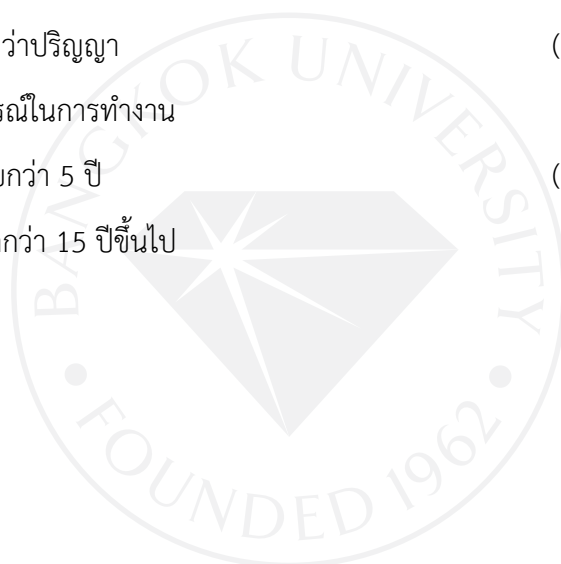 ว่าปริญญา (
รณ์ในการทำงาน
กว่า 5 ปี (
กว่า 15 ปีขึ้นไป
BANGKOK UNIVERSITY
FOUNDED 1962